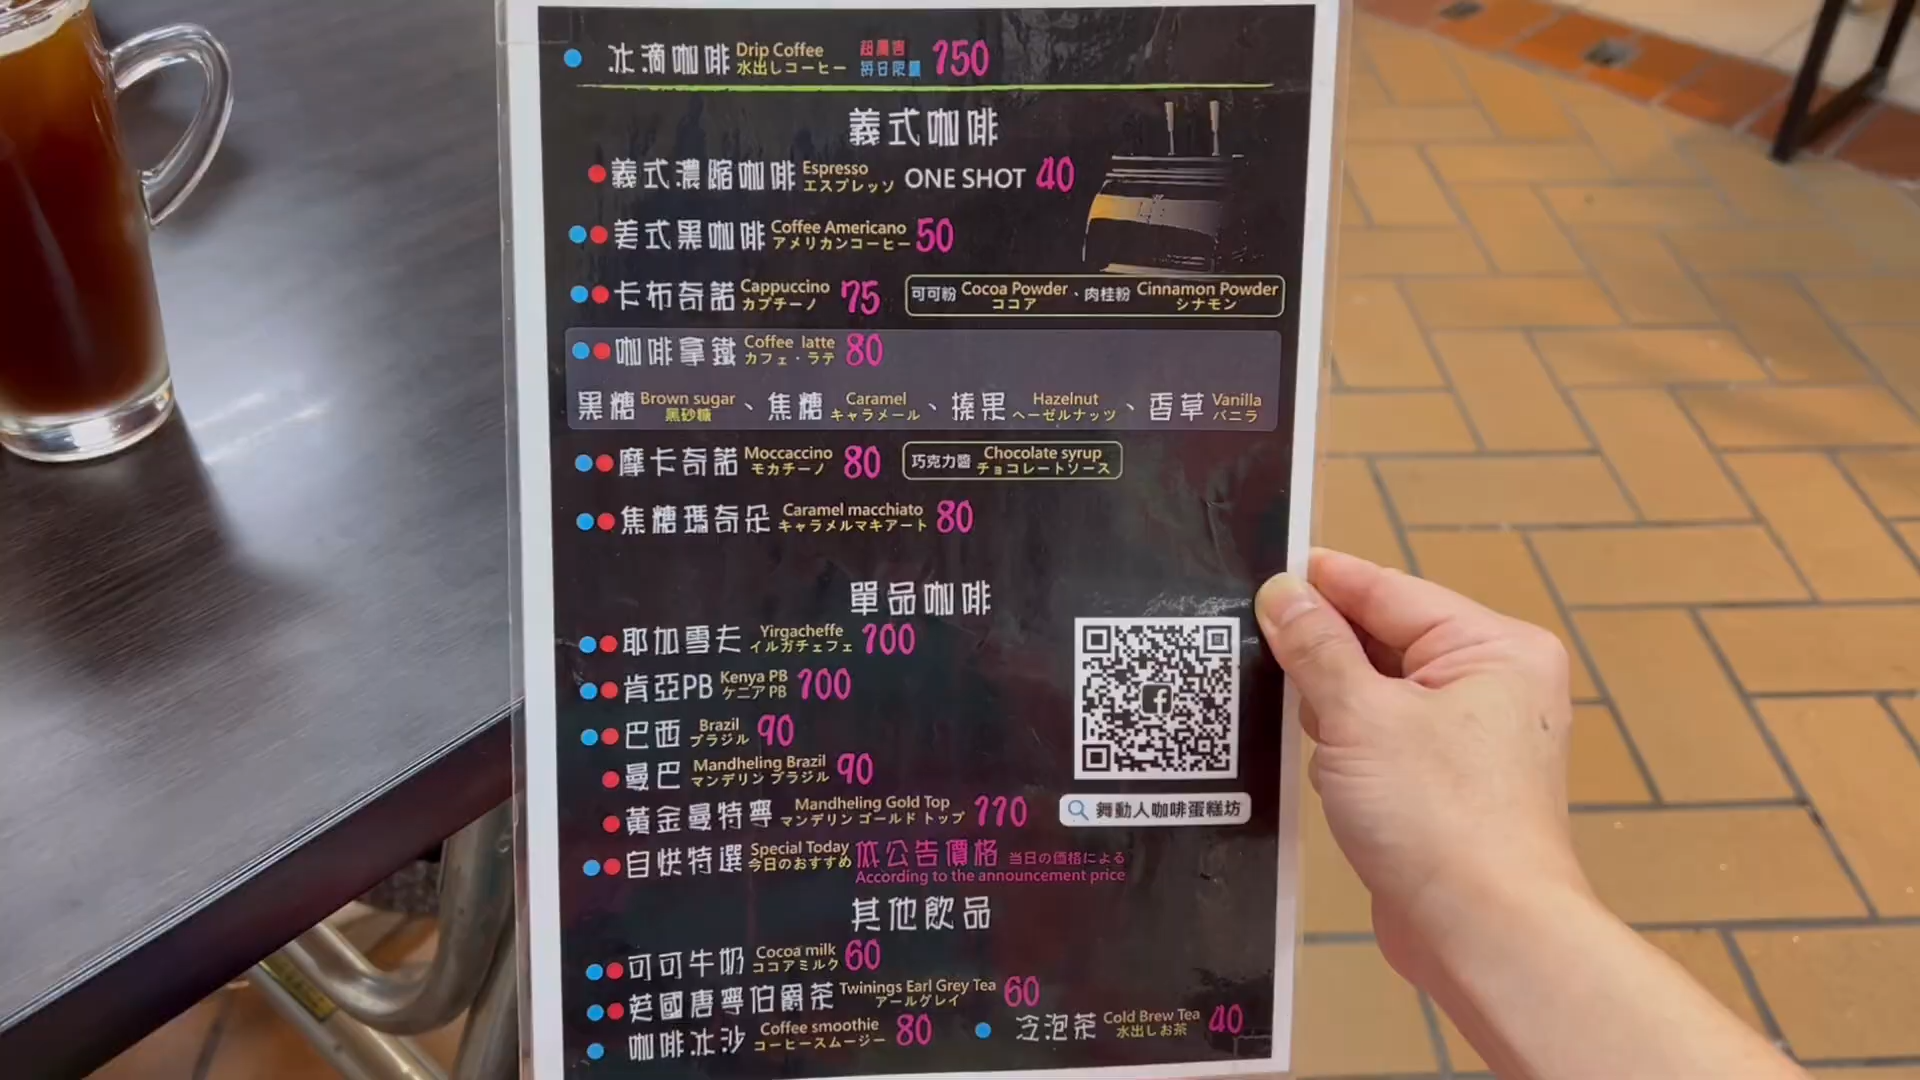 冰滴咖啡 Drip Coffee 水出しコーヒー 超厲害 每日限量 150
義式咖啡
義式濃縮咖啡 Espresso エスプレッソ ONE SHOT 40
美式黑咖啡 Coffee Americano アメリカンコーヒー 50
卡布奇諾 Cappuccino カプチーノ 75 可可粉 Cocoa Powder ココア、肉桂粉 Cinnamon Powder シナモン
咖啡拿鐵 Coffee latte カフェ・ラテ 80
黑糖 Brown sugar 黑砂糖、焦糖 Caramel キャラメール、榛果 Hazelnut ヘーゼルナッツ、香草 Vanilla バニラ
摩卡奇諾 Moccaccino モカチーノ 80 巧克力醬 Chocolate syrup チョコレートソース
焦糖瑪奇朵 Caramel macchiato キャラメルマキアート 80
單品咖啡
耶加雪夫 Yirgacheffe イルガチェフェ 100
肯亞PB Kenya PB ケニア PB 100
巴西 Brazil ブラジル 90
曼巴 Mandheling Brazil マンデリン ブラジル 90
黃金曼特寧 Mandheling Gold Top マンデリン ゴールド トップ 110
舞動人咖啡蛋糕坊
自烘特選 Special Today 今日のおすすめ 依公告價格 当日の価格による
According to the announcement price
其他飲品
可可牛奶 Cocoa milk ココアミルク 60
英國唐寧伯爵茶 Twinings Earl Grey Tea アールグレイ 60
咖啡冰沙 Coffee smoothie コーヒースムージー 80 冷泡茶 Cold Brew Tea 水出しお茶 40